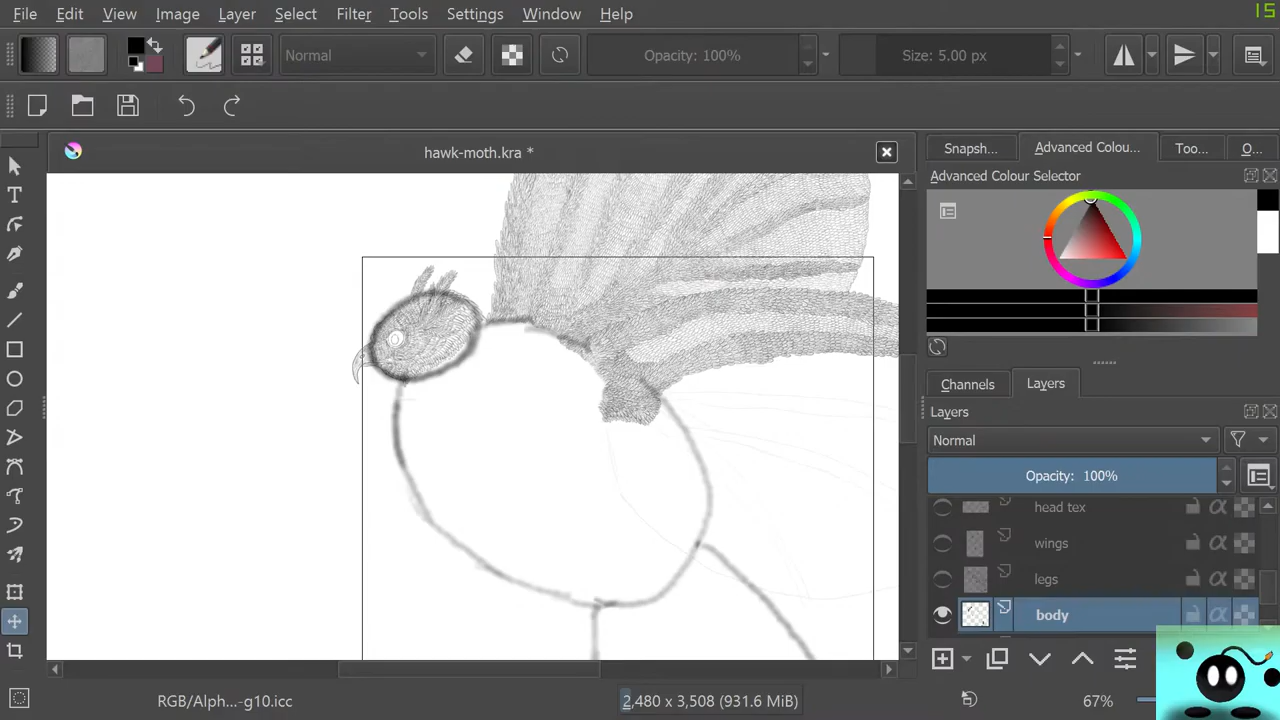 15
File Edit View Image Layer Select Filter Tools Settings Window Help
Normal Opacity: 100% Size: 5.00 px
hawk-moth.kra *
Snapsh... Advanced Colou... Too... O...
Advanced Colour Selector
Channels Layers
Layers
Normal
Opacity: 100%
head tex
wings
legs
body
RGB/Alph...-g10.icc 2,480 x 3,508 (931.6 MiB) 67%